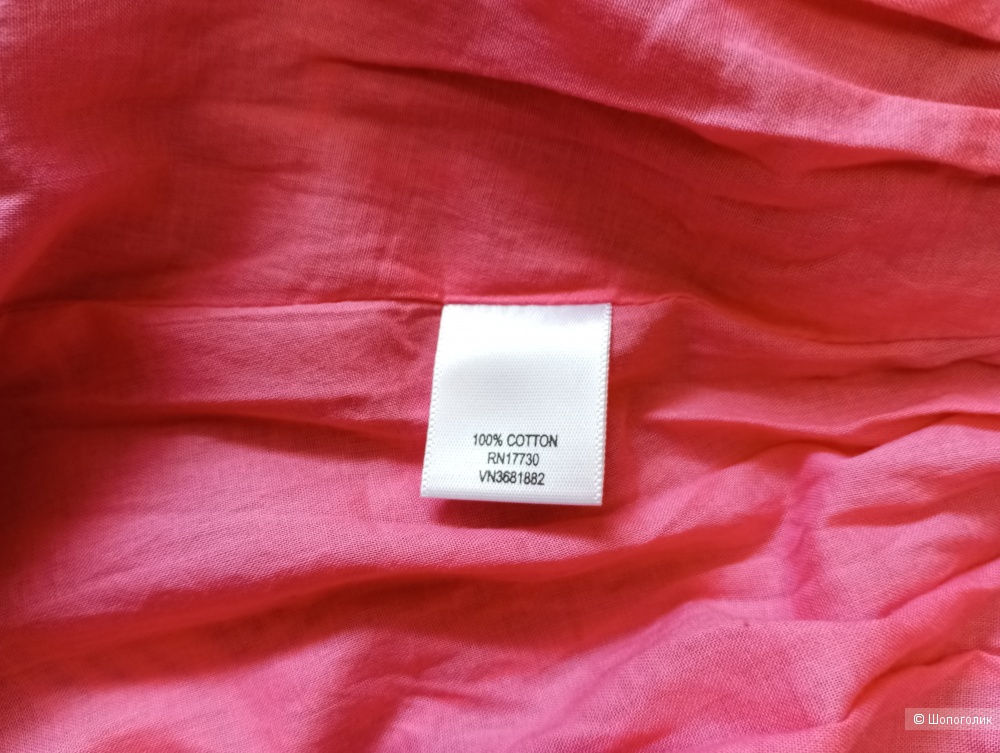 100% COTTON
RN17730
VN3681882
© Шопоголик